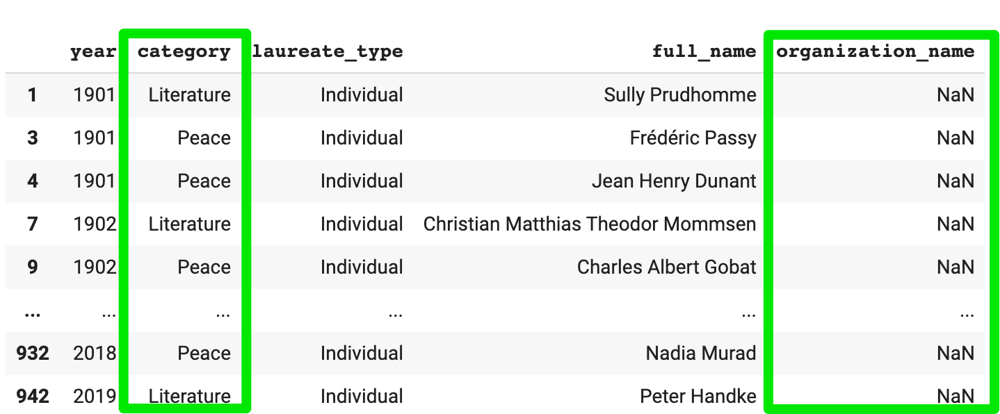 year category laureate_type full_name organization_name
1 1901 Literature Individual Sully Prudhomme NaN
3 1901 Peace Individual Frédéric Passy NaN
4 1901 Peace Individual Jean Henry Dunant NaN
7 1902 Literature Individual Christian Matthias Theodor Mommsen NaN
9 1902 Peace Individual Charles Albert Gobat NaN
... ... ... ... ... ...
932 2018 Peace Individual Nadia Murad NaN
942 2019 Literature Individual Peter Handke NaN